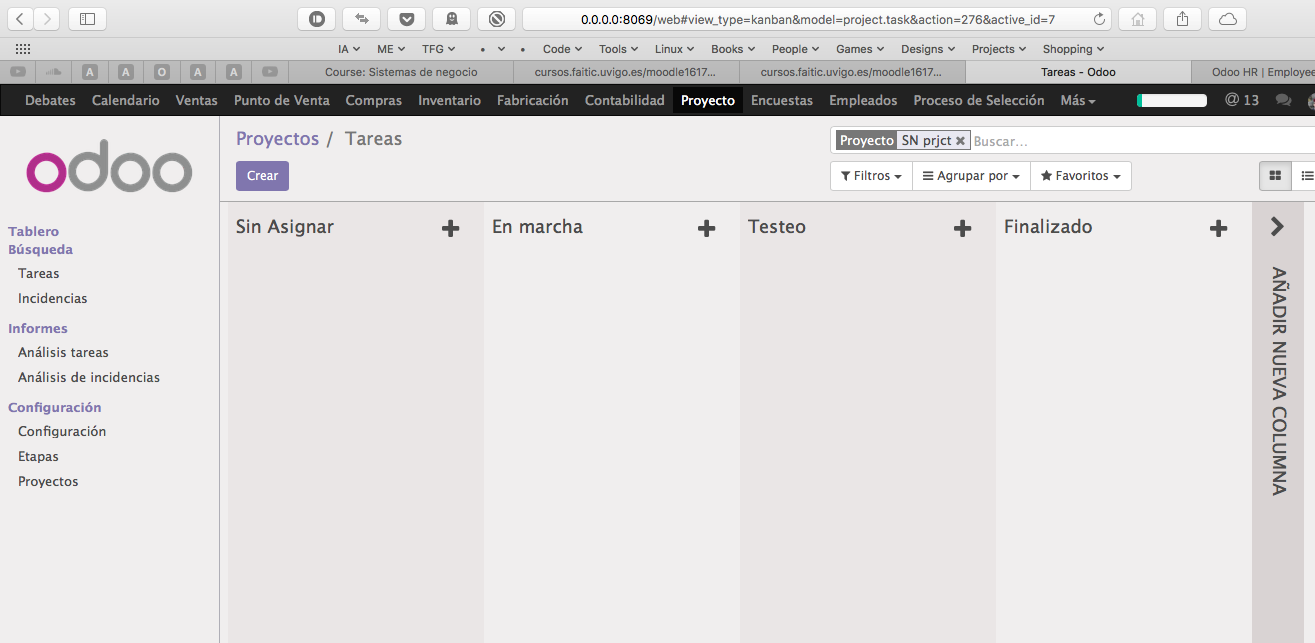 0.0.0.0:8069/web#view_type=kanban&model=project.task&action=276&active_id=7
IA ME TFG • • Code Tools Linux Books People Games Designs Projects Shopping
A A O A A Course: Sistemas de negocio cursos.faitic.uvigo.es/moodle1617... cursos.faitic.uvigo.es/moodle1617... Tareas - Odoo Odoo HR | Employee
Debates Calendario Ventas Punto de Venta Compras Inventario Fabricación Contabilidad Proyecto Encuestas Empleados Proceso de Selección Más @ 13
odoo
Proyectos / Tareas
Proyecto SN prjct ✖ Buscar...
Crear
Filtros Agrupar por Favoritos
Tablero
Búsqueda
Tareas
Incidencias
Informes
Análisis tareas
Análisis de incidencias
Configuración
Configuración
Etapas
Proyectos
Sin Asignar + En marcha + Testeo + Finalizado +
AÑADIR NUEVA COLUMNA